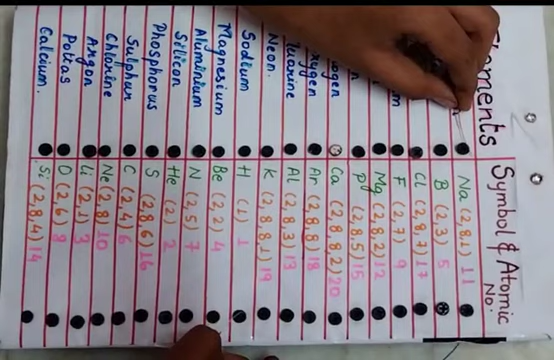 Symbol & Atomic No:
Na (2,8,1) 11
B (2,3) 5
Cl (2,8,7) 17
F (2,7) 9
Mg (2,8,2) 12
P (2,8,5) 15
ogen Ca (2,8,8,2) 20
xygen Ar (2,8,8) 18
luorine Al (2,8,3) 13
Neon. K (2,8,8,1) 19
Sodium H (1) 1
Magnesium Be (2,2) 4
Aluminium N (2,5) 7
Silicon He (2) 2
Phosphorus S (2,8,6) 16
Sulphur C (2,4) 6
Chlorine Ne (2,8) 10
Argon Li (2,1) 3
Pottas O (2,6) 8
Calcium. Si (2,8,4) 14